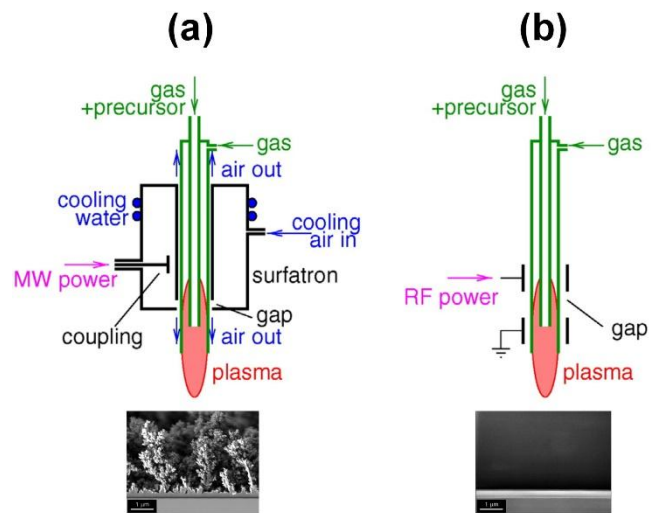 (a)
gas
+precursor
gas
air out
cooling
water
cooling
air in
MW power
surfatron
coupling
gap
air out
plasma
1 µm
(b)
gas
+precursor
gas
RF power
gap
plasma
1 µm